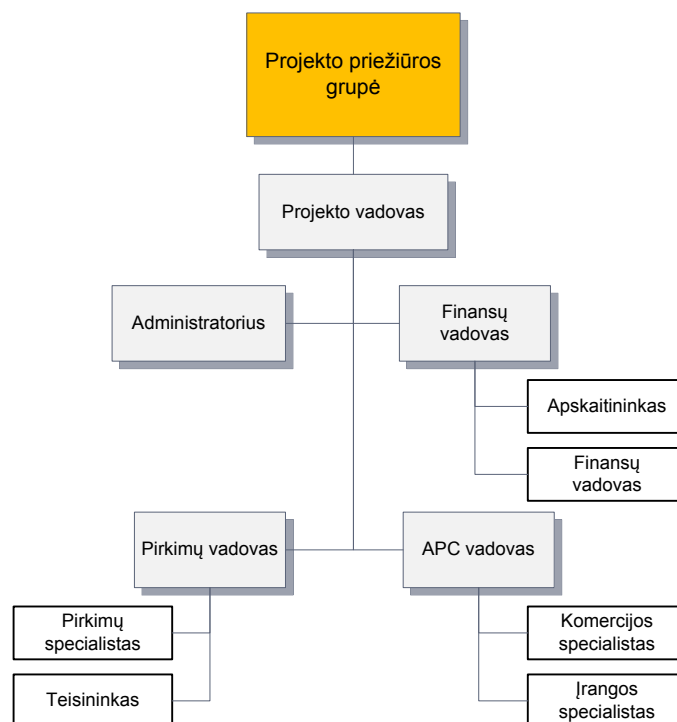 Projekto priežiūros
grupė
Projekto vadovas
Administratorius
Finansų
vadovas
Apskaitininkas
Finansų
vadovas
Pirkimų vadovas
APC vadovas
Pirkimų
specialistas
Komercijos
specialistas
Teisininkas
Įrangos
specialistas